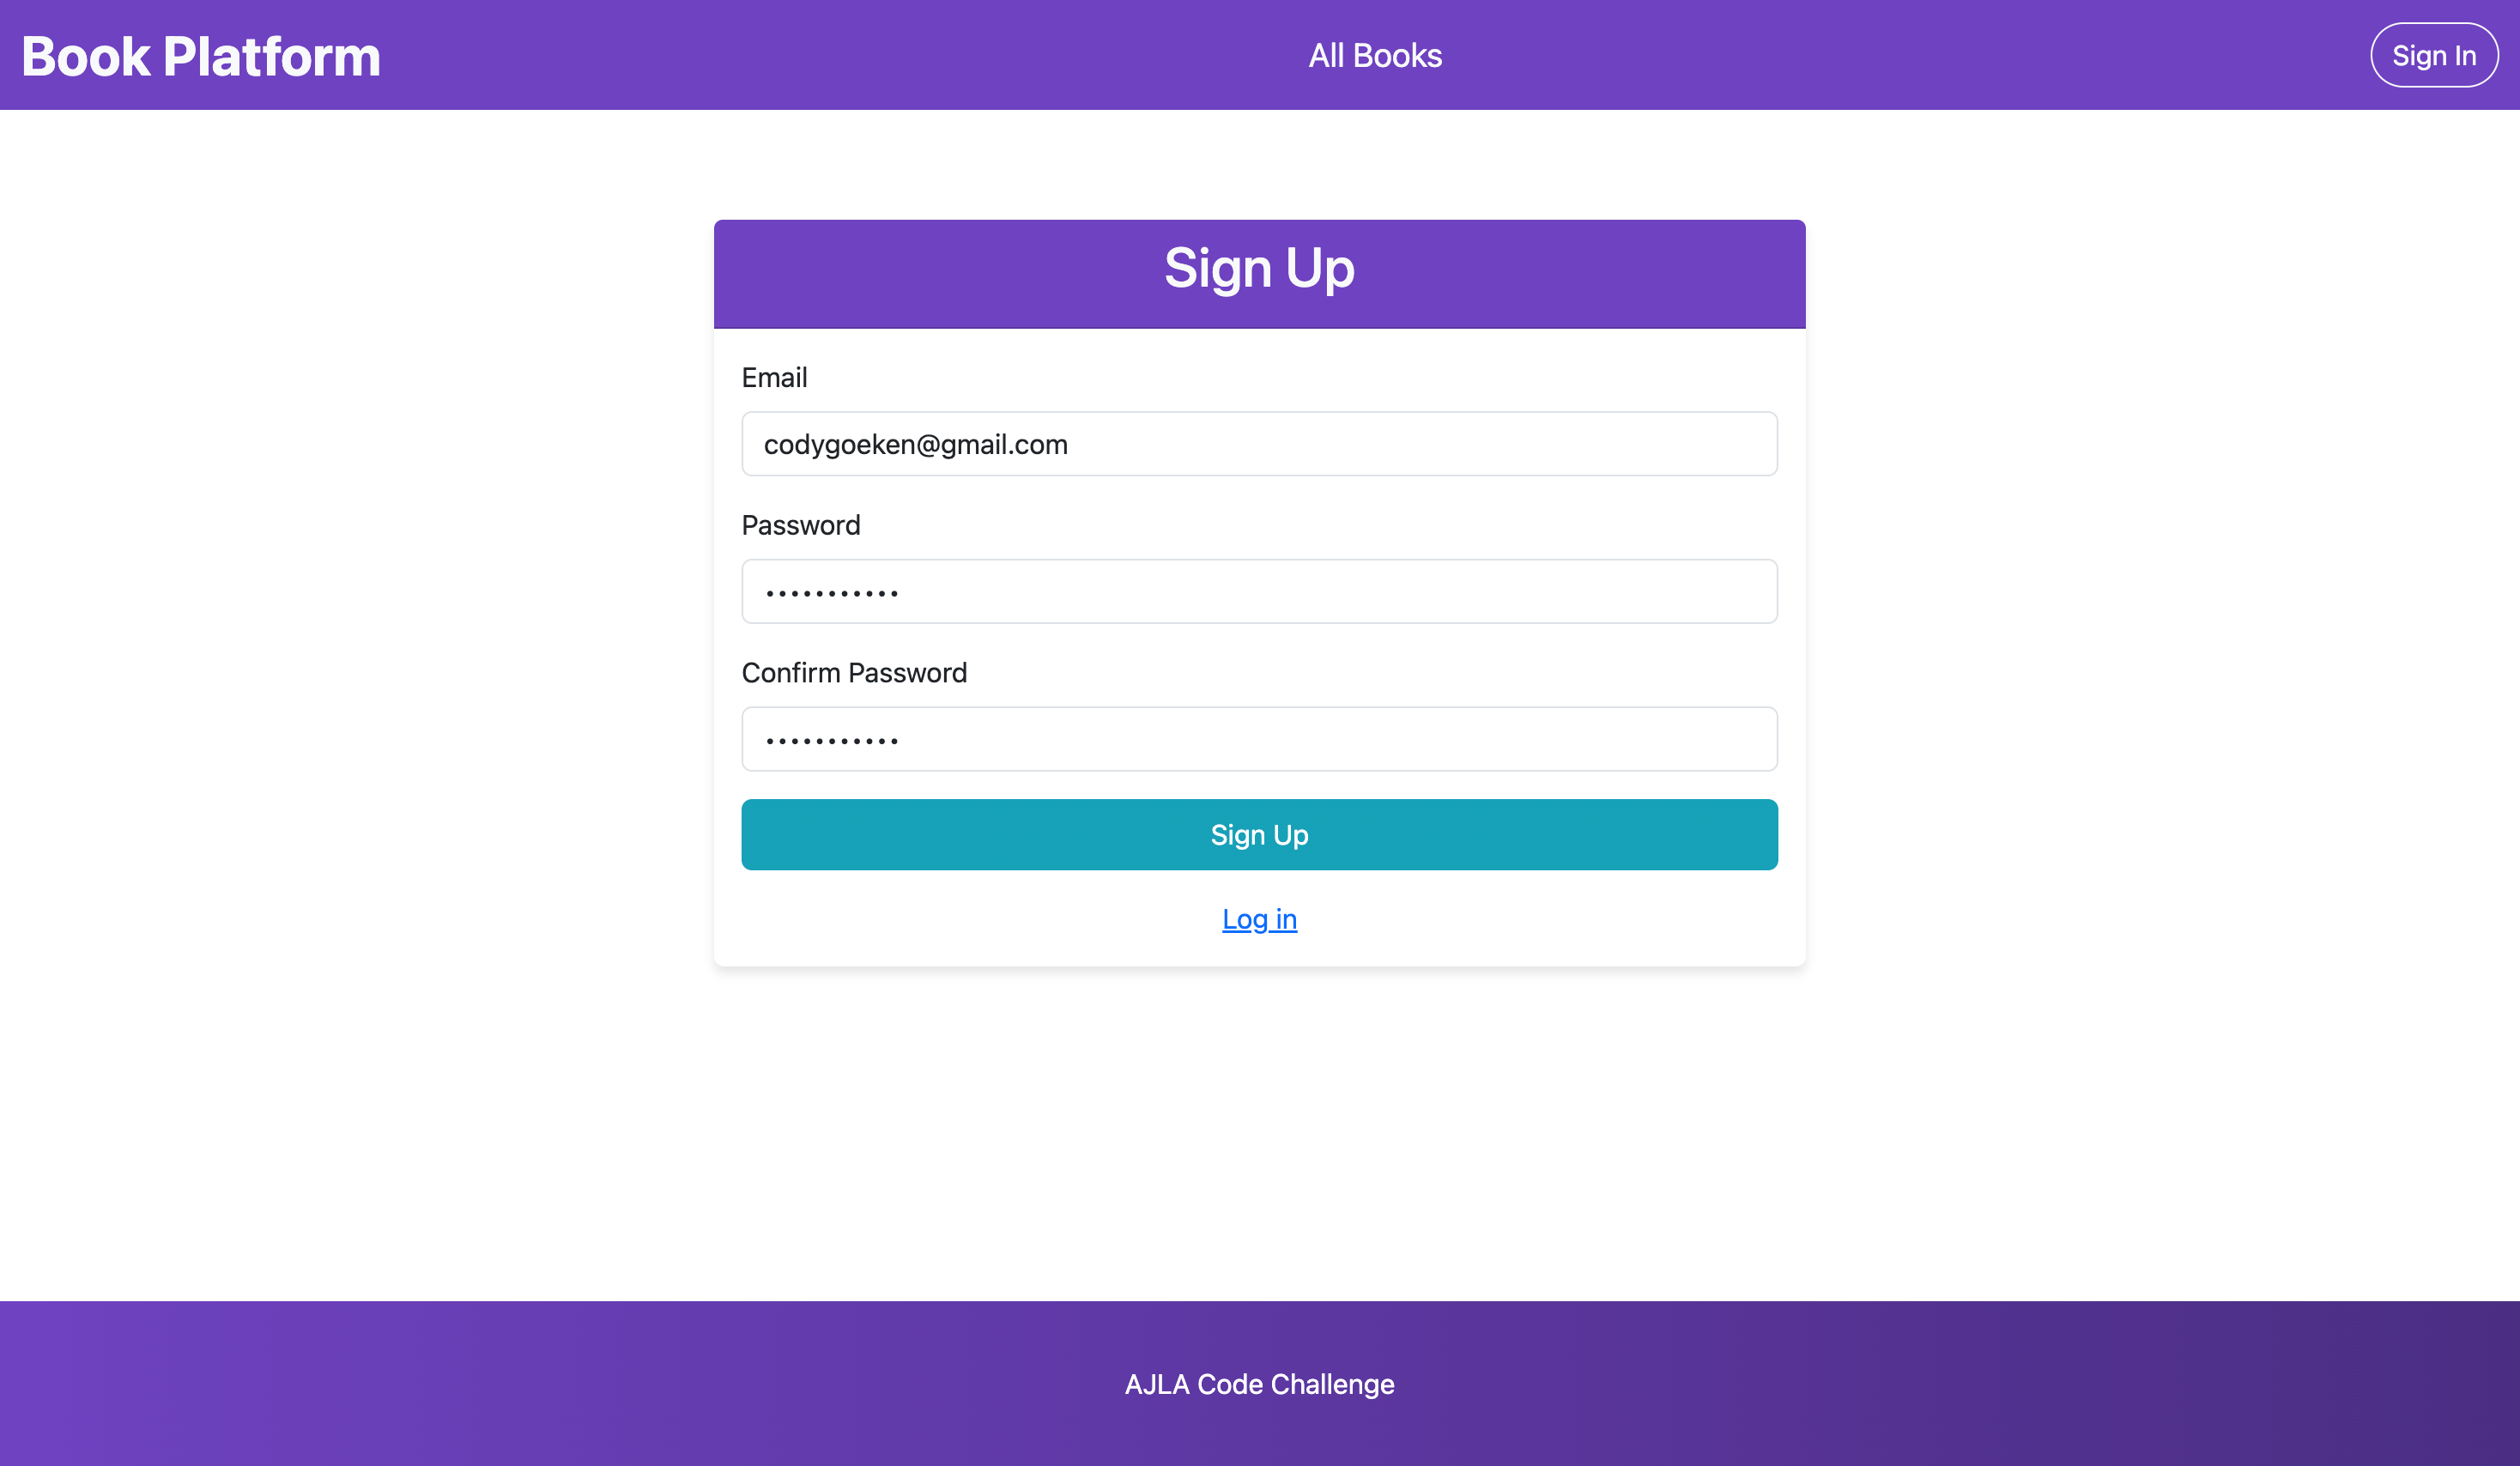 Book Platform
All Books
Sign In
Sign Up
Email
codygoeken@gmail.com
Password
•••••••••••
Confirm Password
•••••••••••
Sign Up
Log in
AJLA Code Challenge